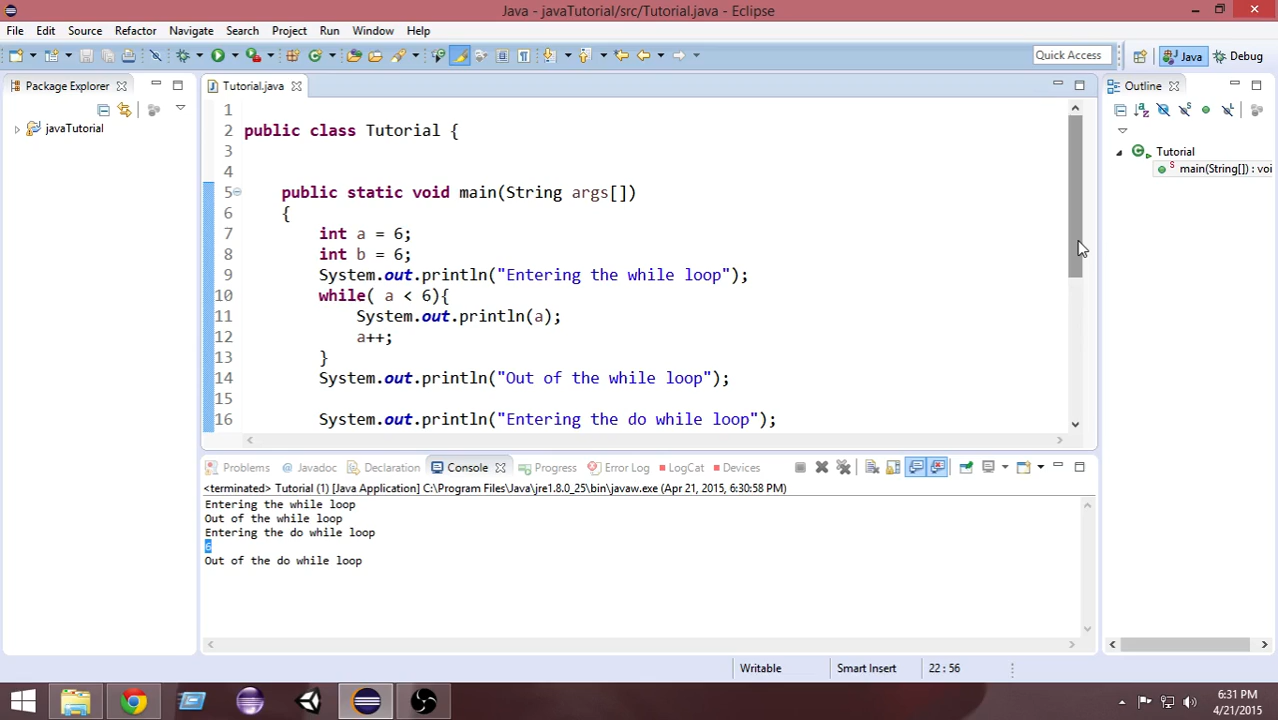 Java - javaTutorial/src/Tutorial.java - Eclipse
File Edit Source Refactor Navigate Search Project Run Window Help
Quick Access Java Debug
Package Explorer
javaTutorial
Tutorial.java
1
2 public class Tutorial {
3
4
5 public static void main(String args[])
6 {
7 int a = 6;
8 int b = 6;
9 System.out.println("Entering the while loop");
10 while( a < 6){
11 System.out.println(a);
12 a++;
13 }
14 System.out.println("Out of the while loop");
15
16 System.out.println("Entering the do while loop");
Outline
Tutorial
main(String[]) : voi
Problems Javadoc Declaration Console Progress Error Log LogCat Devices
<terminated> Tutorial (1) [Java Application] C:\Program Files\Java\jre1.8.0_25\bin\javaw.exe (Apr 21, 2015, 6:30:58 PM)
Entering the while loop
Out of the while loop
Entering the do while loop
6
Out of the do while loop
Writable Smart Insert 22 : 56
6:31 PM
4/21/2015